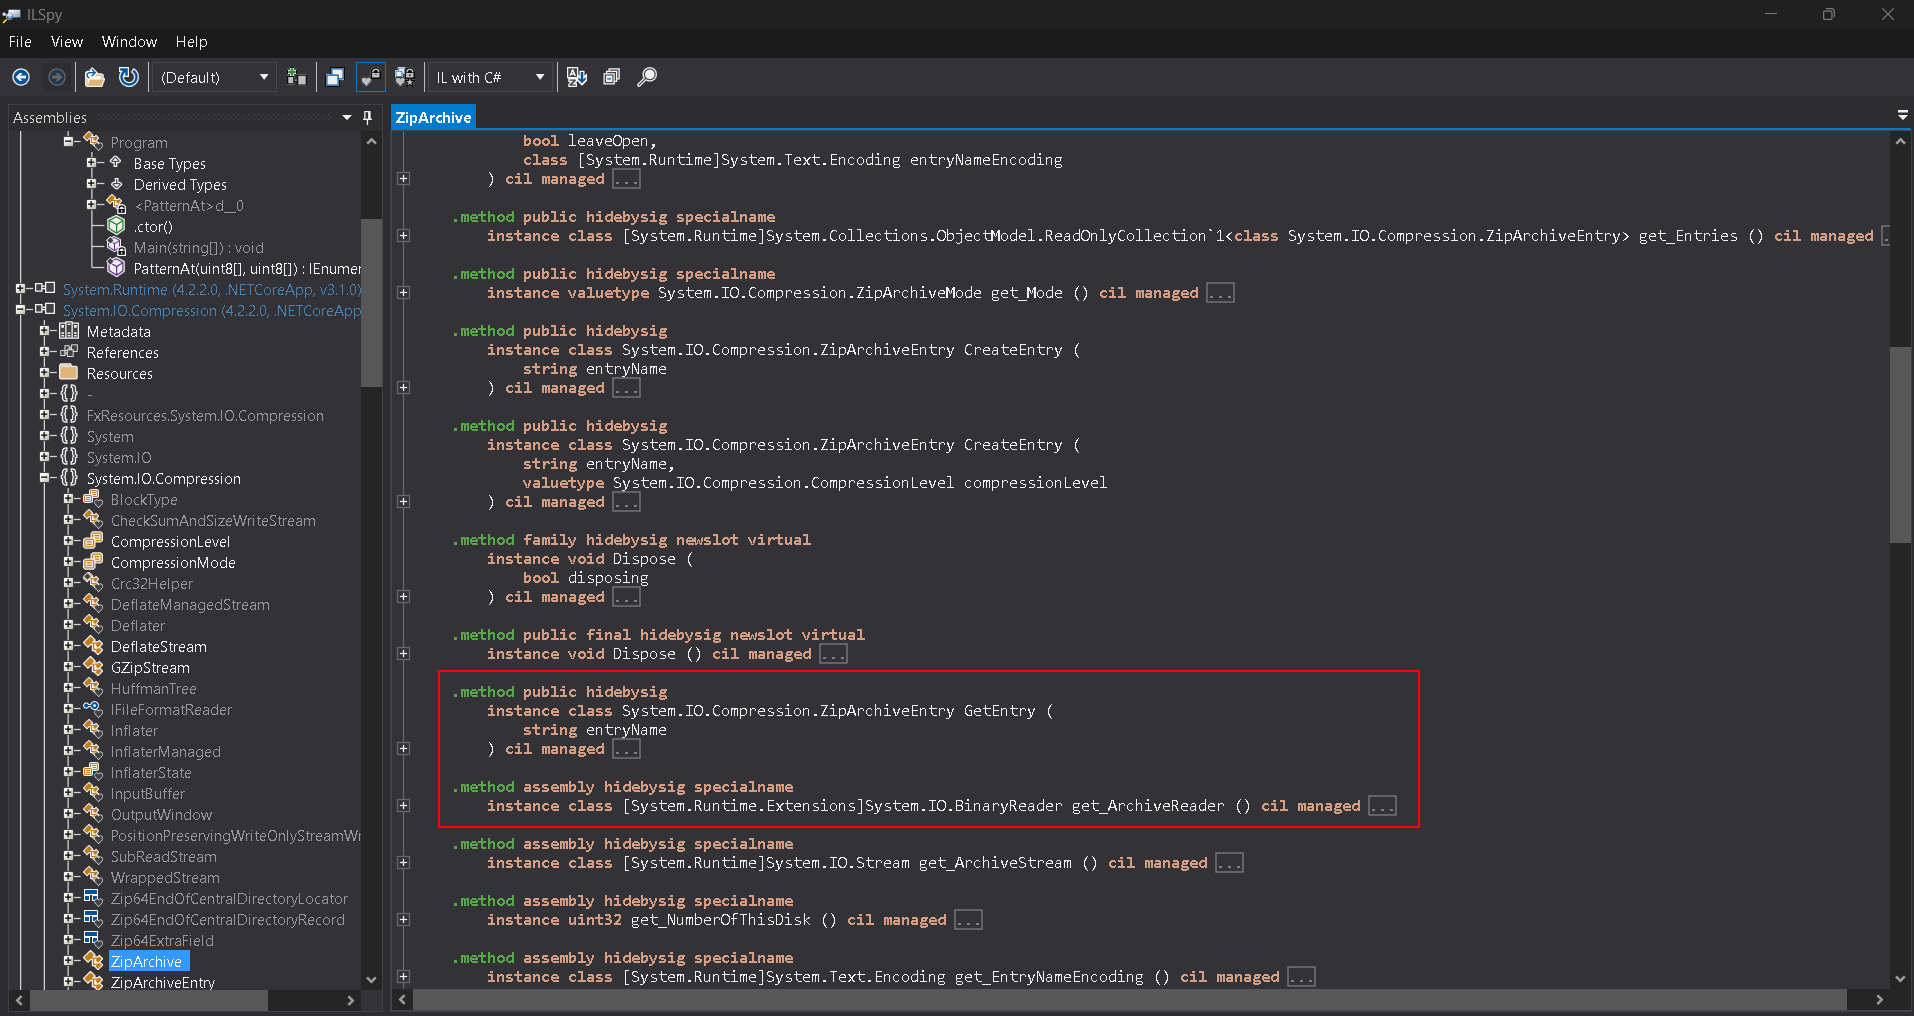 ILSpy
File View Window Help
(Default) IL with C#
Assemblies
Program
Base Types
Derived Types
<PatternAt>d__0
.ctor()
Main(string[]) : void
PatternAt(uint8[], uint8[]) : IEnumer
System.Runtime (4.2.2.0, .NETCoreApp, v3.1.0)
System.IO.Compression (4.2.2.0, .NETCoreApp
Metadata
References
Resources
-
FxResources.System.IO.Compression
System
System.IO
System.IO.Compression
BlockType
CheckSumAndSizeWriteStream
CompressionLevel
CompressionMode
Crc32Helper
DeflateManagedStream
Deflater
DeflateStream
GZipStream
HuffmanTree
IFileFormatReader
Inflater
InflaterManaged
InflaterState
InputBuffer
OutputWindow
PositionPreservingWriteOnlyStreamWr
SubReadStream
WrappedStream
Zip64EndOfCentralDirectoryLocator
Zip64EndOfCentralDirectoryRecord
Zip64ExtraField
ZipArchive
ZipArchiveEntry
ZipArchive
bool leaveOpen,
class [System.Runtime]System.Text.Encoding entryNameEncoding
) cil managed ...
.method public hidebysig specialname
instance class [System.Runtime]System.Collections.ObjectModel.ReadOnlyCollection`1<class System.IO.Compression.ZipArchiveEntry> get_Entries () cil managed .
.method public hidebysig specialname
instance valuetype System.IO.Compression.ZipArchiveMode get_Mode () cil managed ...
.method public hidebysig
instance class System.IO.Compression.ZipArchiveEntry CreateEntry (
string entryName
) cil managed ...
.method public hidebysig
instance class System.IO.Compression.ZipArchiveEntry CreateEntry (
string entryName,
valuetype System.IO.Compression.CompressionLevel compressionLevel
) cil managed ...
.method family hidebysig newslot virtual
instance void Dispose (
bool disposing
) cil managed ...
.method public final hidebysig newslot virtual
instance void Dispose () cil managed ...
.method public hidebysig
instance class System.IO.Compression.ZipArchiveEntry GetEntry (
string entryName
) cil managed ...
.method assembly hidebysig specialname
instance class [System.Runtime.Extensions]System.IO.BinaryReader get_ArchiveReader () cil managed ...
.method assembly hidebysig specialname
instance class [System.Runtime]System.IO.Stream get_ArchiveStream () cil managed ...
.method assembly hidebysig specialname
instance uint32 get_NumberOfThisDisk () cil managed ...
.method assembly hidebysig specialname
instance class [System.Runtime]System.Text.Encoding get_EntryNameEncoding () cil managed ...